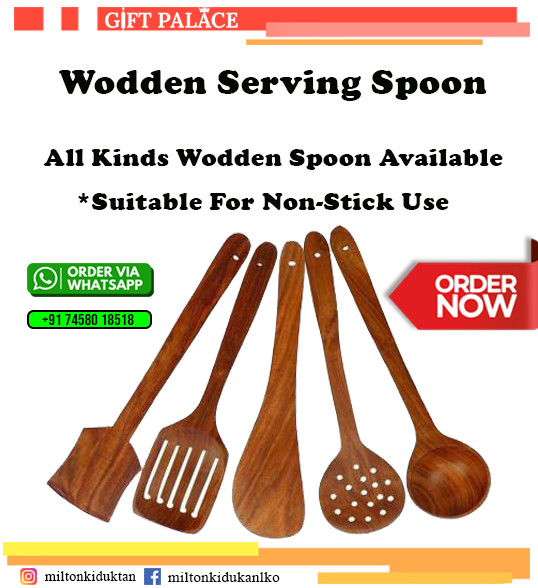 GIFT PALACE
Wodden Serving Spoon
All Kinds Wodden Spoon Available
*Suitable For Non-Stick Use
ORDER VIA
WHATSAPP
+91 74580 18518
ORDER
NOW
miltonkiduktan
miltonkidukanlko